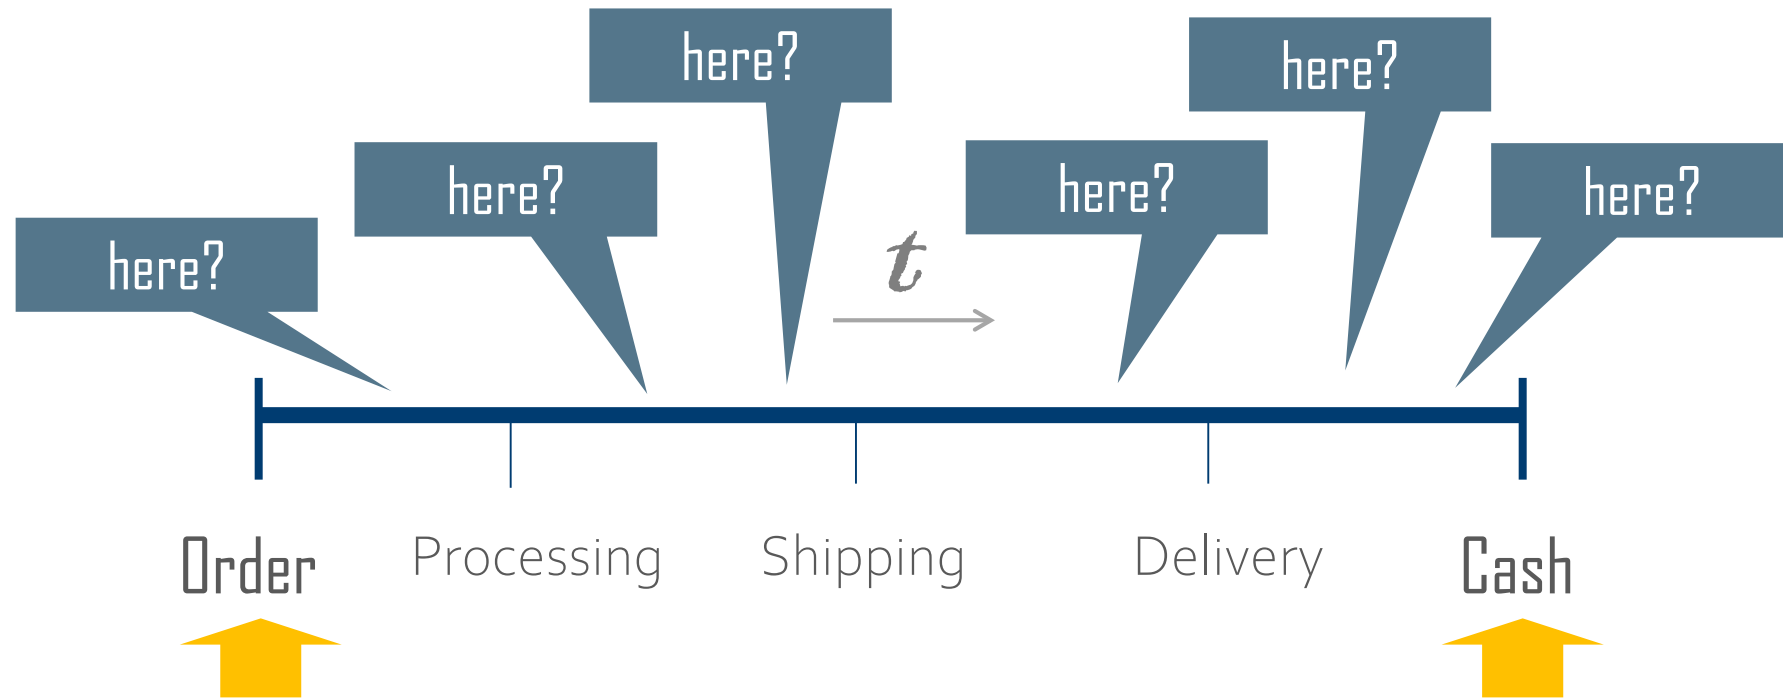 here?
here?
here?
here?
here?
here?
t
Order
Processing
Shipping
Delivery
Cash